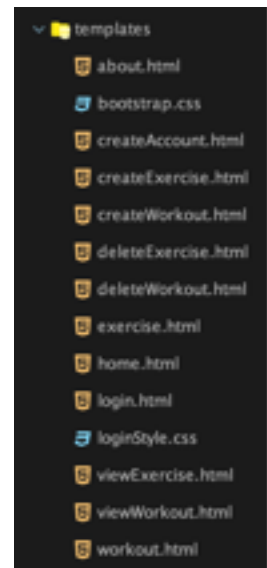 templates
about.html
bootstrap.css
createAccount.html
createExercise.html
createWorkout.html
deleteExercise.html
deleteWorkout.html
exercise.html
home.html
login.html
loginStyle.css
viewExercise.html
viewWorkout.html
workout.html